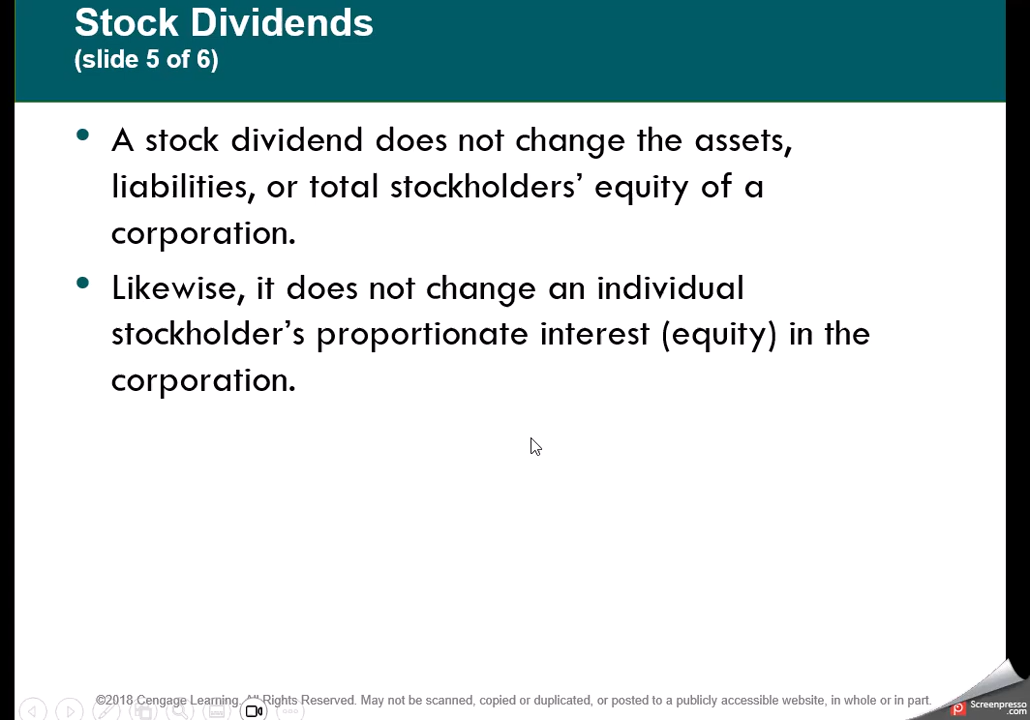 Stock Dividends
(slide 5 of 6)
• A stock dividend does not change the assets,
liabilities, or total stockholders’ equity of a
corporation.
• Likewise, it does not change an individual
stockholder’s proportionate interest (equity) in the
corporation.
©2018 Cengage Learning. All Rights Reserved. May not be scanned, copied or duplicated, or posted to a publicly accessible website, in whole or in part.
Screenpresso
.com